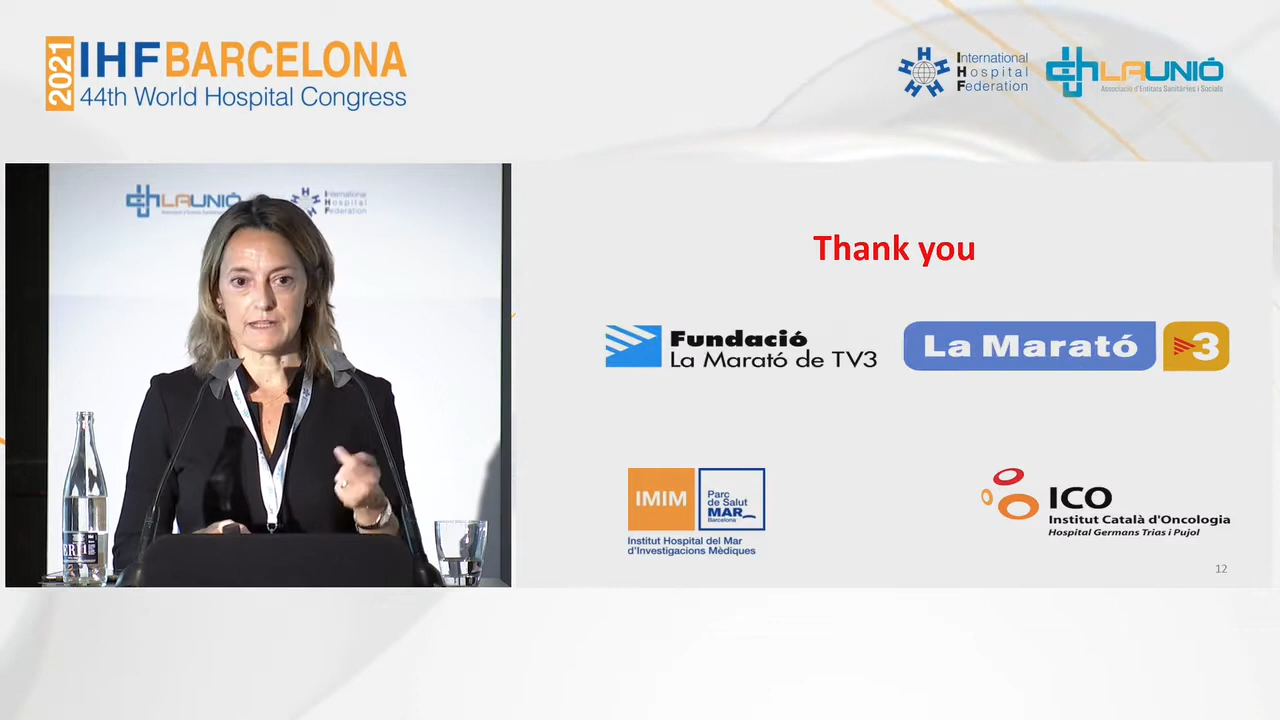 2021 IHF BARCELONA
44th World Hospital Congress
International
Hospital
Federation
LAUNIÓ
Associació d'Entitats Sanitàries i Socials
LAUNIÓ
International
Hospital
Federation
Thank you
Fundació
La Marató de TV3
La Marató 3
IMIM
Parc
de Salut
MAR
Barcelona
Institut Hospital del Mar
d'Investigacions Mèdiques
ICO
Institut Català d'Oncologia
Hospital Germans Trias i Pujol
12